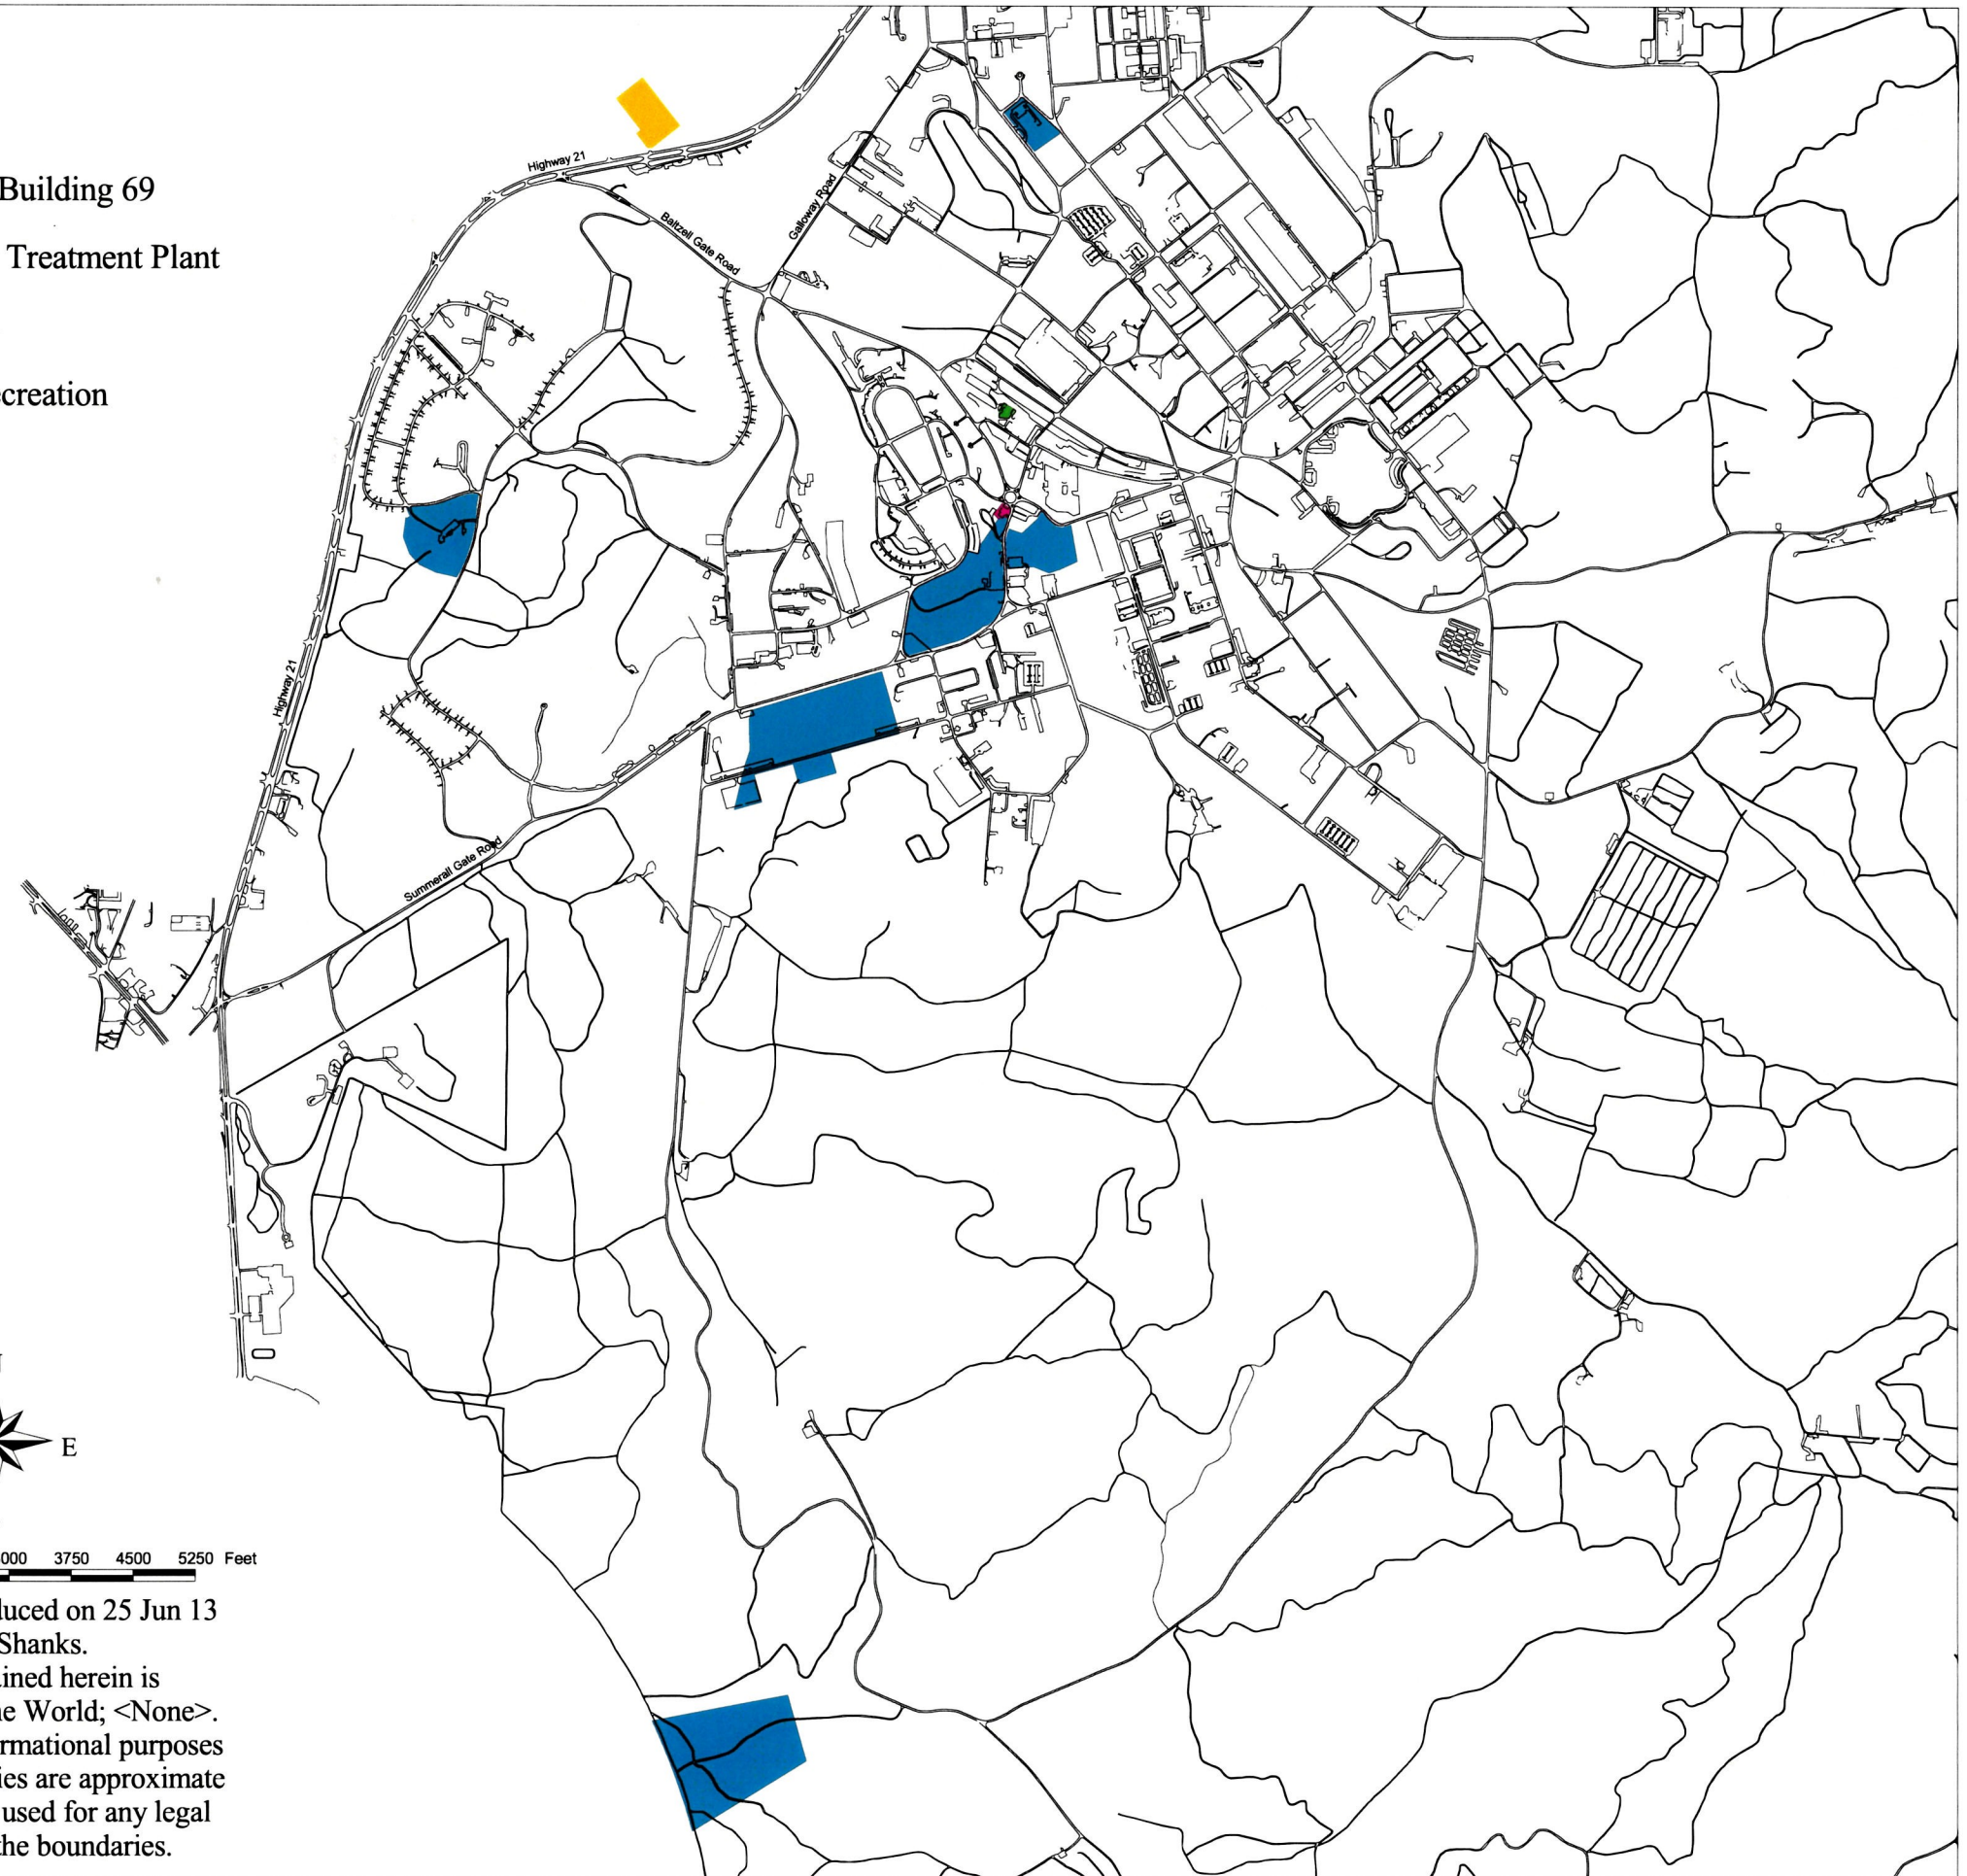 Building 69
Treatment Plant
creation
Highway 21
Baltzell Gate Road
Galloway Road
Highway 21
Summerall Gate Road
E
000 3750 4500 5250 Feet
duced on 25 Jun 13
Shanks.
ined herein is
he World; <None>.
rmational purposes
ies are approximate
used for any legal
the boundaries.